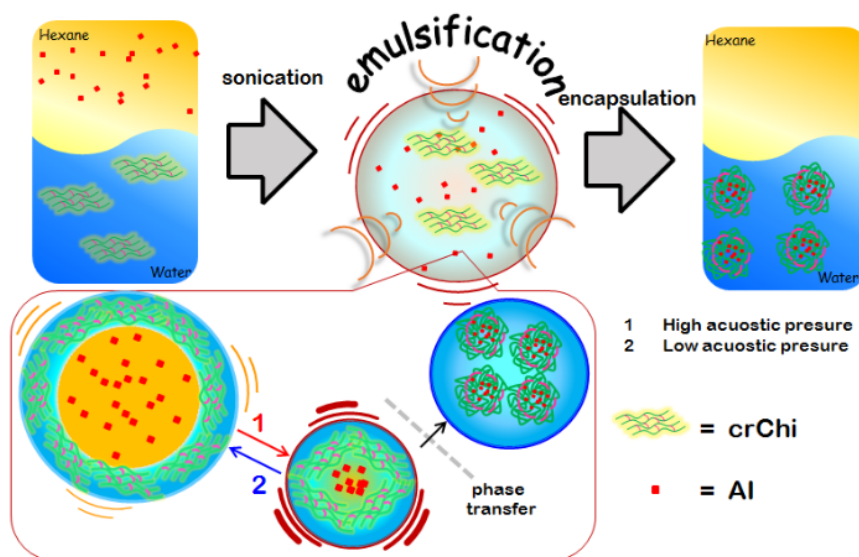 Hexane
sonication
emulsification
encapsulation
Hexane
Water
Water
1 High acuostic presure
2 Low acuostic presure
1
2
phase
transfer
= crChi
= AI